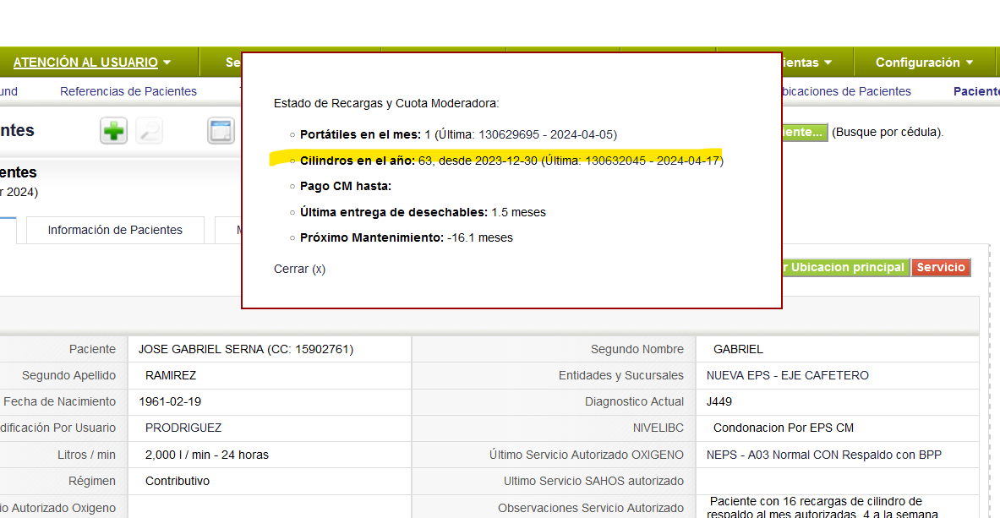 ATENCIÓN AL USUARIO
Configuración
Referencias de Pacientes
bicaciones de Pacientes
Estado de Recargas y Cuota Moderadora:
Portátiles en el mes: 1 (Última: 130629695 - 2024-04-05)
(Busque por cédula).
Cilindros en el año: 63, desde 2023-12-30 (Última: 130632045 - 2024-04-17)
2024)
Pago CM hasta:
Última entrega de desechables: 1.5 meses
Información de Pacientes
Próximo Mantenimiento: -16.1 meses
Cerrar (x)
r Ubicacion principal Servicio
Paciente JOSE GABRIEL SERNA (CC: 15902761) Segundo Nombre GABRIEL
Segundo Apellido RAMIREZ Entidades y Sucursales NUEVA EPS - EJE CAFETERO
Fecha de Nacimiento 1961-02-19 Diagnostico Actual J449
dificación Por Usuario PRODRIGUEZ NIVELIBC Condonacion Por EPS CM
Litros / min 2,000 l / min - 24 horas Último Servicio Autorizado OXIGENO NEPS - A03 Normal CON Respaldo con BPP
Régimen Contributivo Ultimo Servicio SAHOS autorizado
io Autorizado Oxigeno Observaciones Servicio Autorizado Paciente con 16 recargas de cilindro de
respaldo al mes autorizadas, 4 a la semana